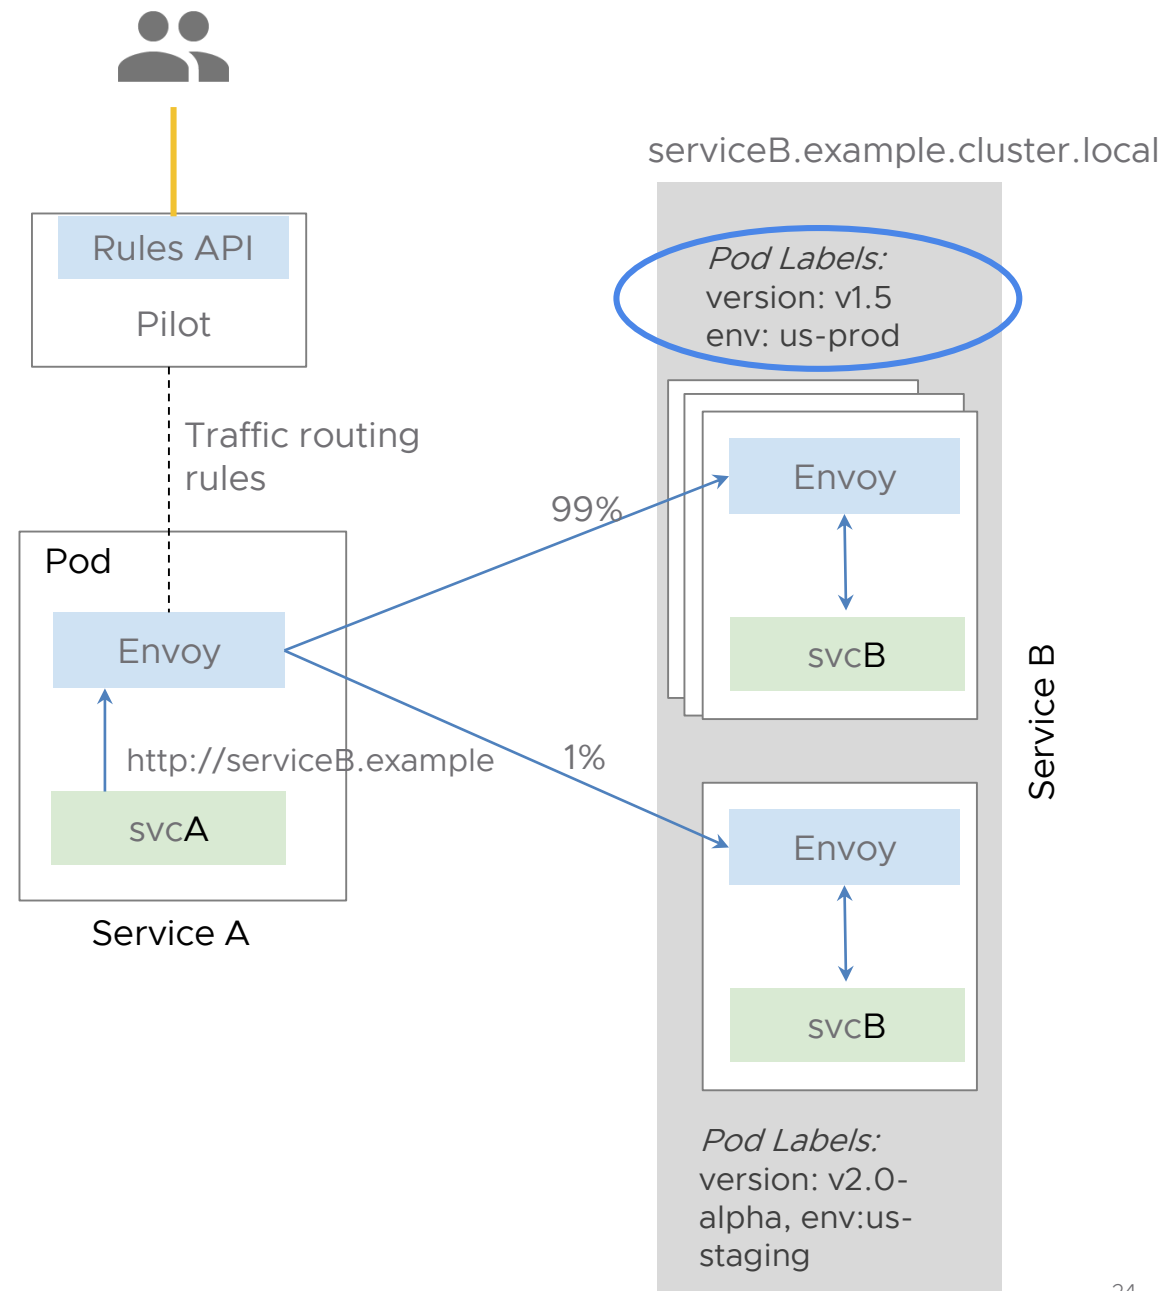 serviceB.example.cluster.local
Rules API
Pilot
Pod Labels:
version: v1.5
env: us-prod
Traffic routing
rules
99%
Envoy
svcB
Pod
Envoy
http://serviceB.example
svcA
Service A
1%
Envoy
svcB
Service B
Pod Labels:
version: v2.0-
alpha, env:us-
staging